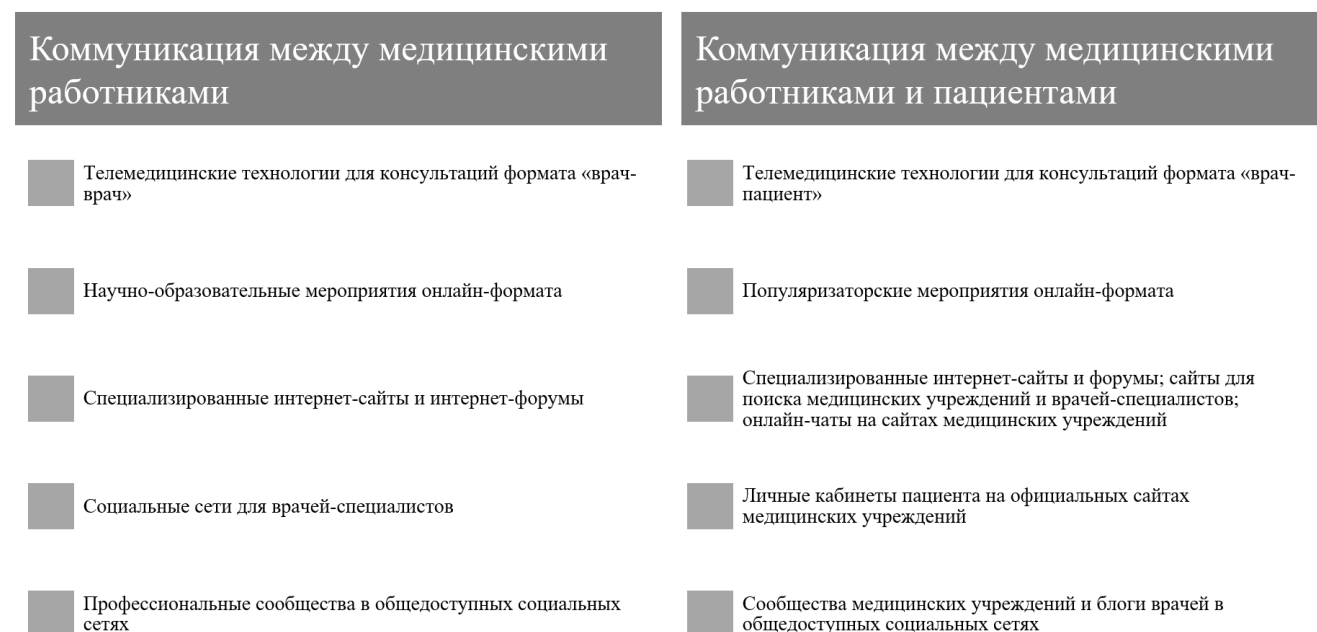 Коммуникация между медицинскими
работниками
Телемедицинские технологии для консультаций формата «врач-
врач»
Научно-образовательные мероприятия онлайн-формата
Специализированные интернет-сайты и интернет-форумы
Социальные сети для врачей-специалистов
Профессиональные сообщества в общедоступных социальных
сетях
Коммуникация между медицинскими
работниками и пациентами
Телемедицинские технологии для консультаций формата «врач-
пациент»
Популяризаторские мероприятия онлайн-формата
Специализированные интернет-сайты и форумы; сайты для
поиска медицинских учреждений и врачей-специалистов;
онлайн-чаты на сайтах медицинских учреждений
Личные кабинеты пациента на официальных сайтах
медицинских учреждений
Сообщества медицинских учреждений и блоги врачей в
общедоступных социальных сетях